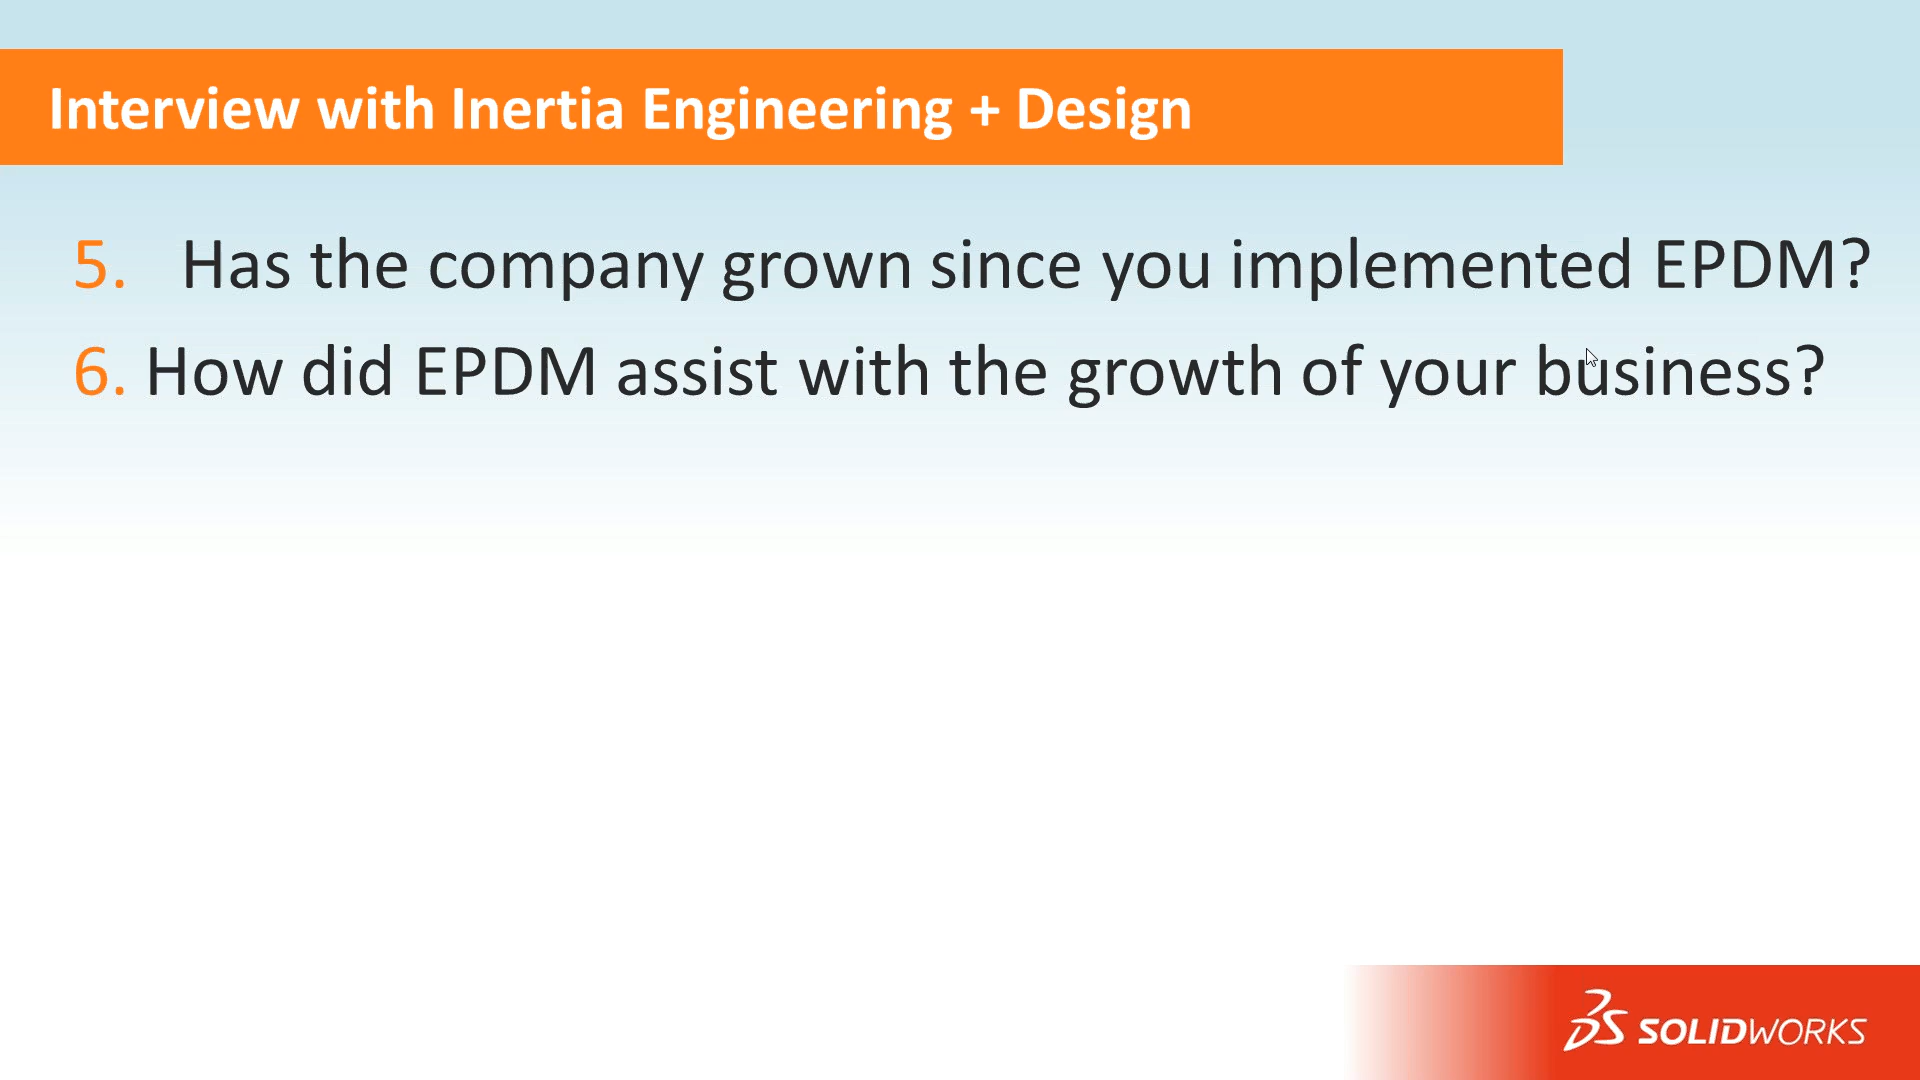 Interview with Inertia Engineering + Design
5. Has the company grown since you implemented EPDM?
6. How did EPDM assist with the growth of your business?
SOLIDWORKS